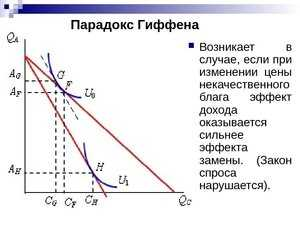 Парадокс Гиффена
Q_A
A_G
G
F
A_F
U_0
A_H
H
U_1
C_G
C_F
C_H
Q_C
Возникает в
случае, если при
изменении цены
некачественного
блага эффект
дохода
оказывается
сильнее
эффекта
замены. (Закон
спроса
нарушается).